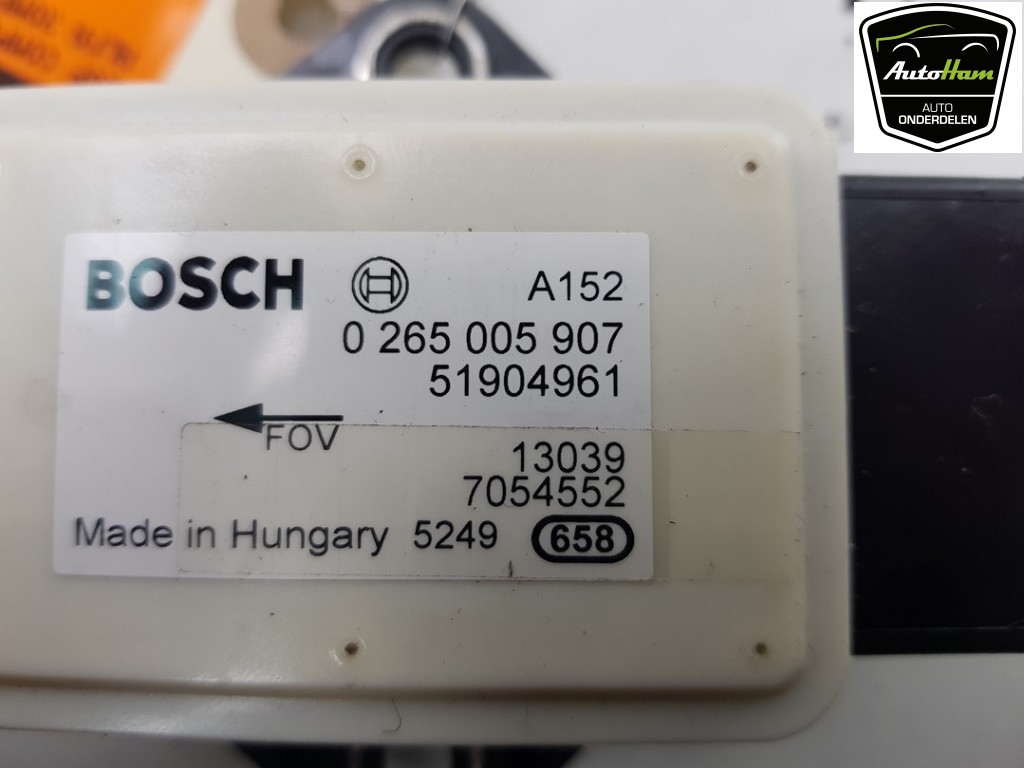 AutoHam
AUTO
ONDERDELEN
BOSCH A152
0 265 005 907
51904961
FOV
13039
7054552
Made in Hungary 5249 658